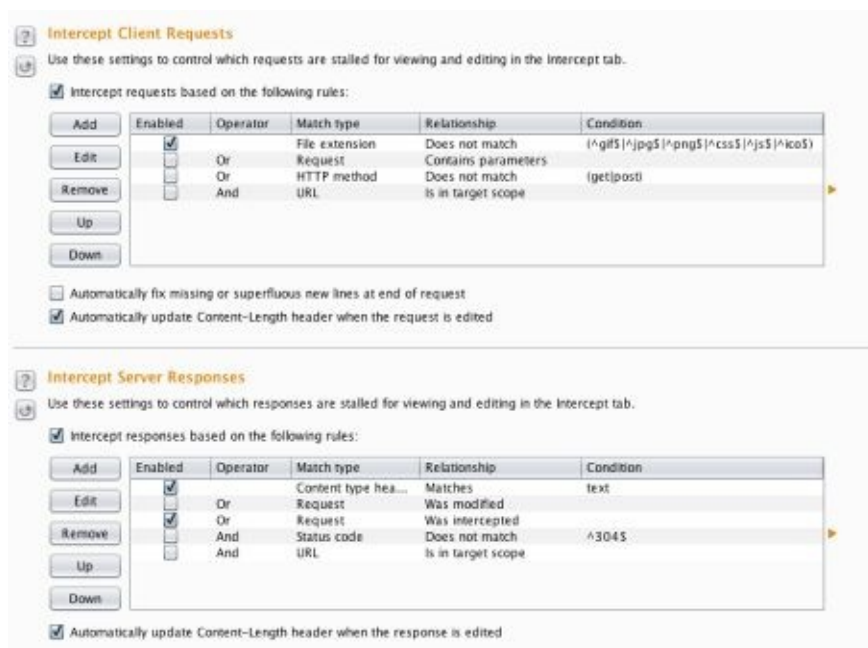 Intercept Client Requests
Use these settings to control which requests are stalled for viewing and editing in the Intercept tab.
Intercept requests based on the following rules:
Add Enabled Operator Match type Relationship Condition
File extension Does not match (^gif$|^jpg$|^png$|^css$|^js$|^ico$)
Edit Or Request Contains parameters
Or HTTP method Does not match (get|post)
Remove And URL Is in target scope
Up
Down
Automatically fix missing or superfluous new lines at end of request
Automatically update Content-Length header when the request is edited
Intercept Server Responses
Use these settings to control which responses are stalled for viewing and editing in the Intercept tab.
Intercept responses based on the following rules:
Add Enabled Operator Match type Relationship Condition
Content type hea... Matches text
Edit Or Request Was modified
Or Request Was intercepted
Remove And Status code Does not match ^304$
And URL Is in target scope
Up
Down
Automatically update Content-Length header when the response is edited